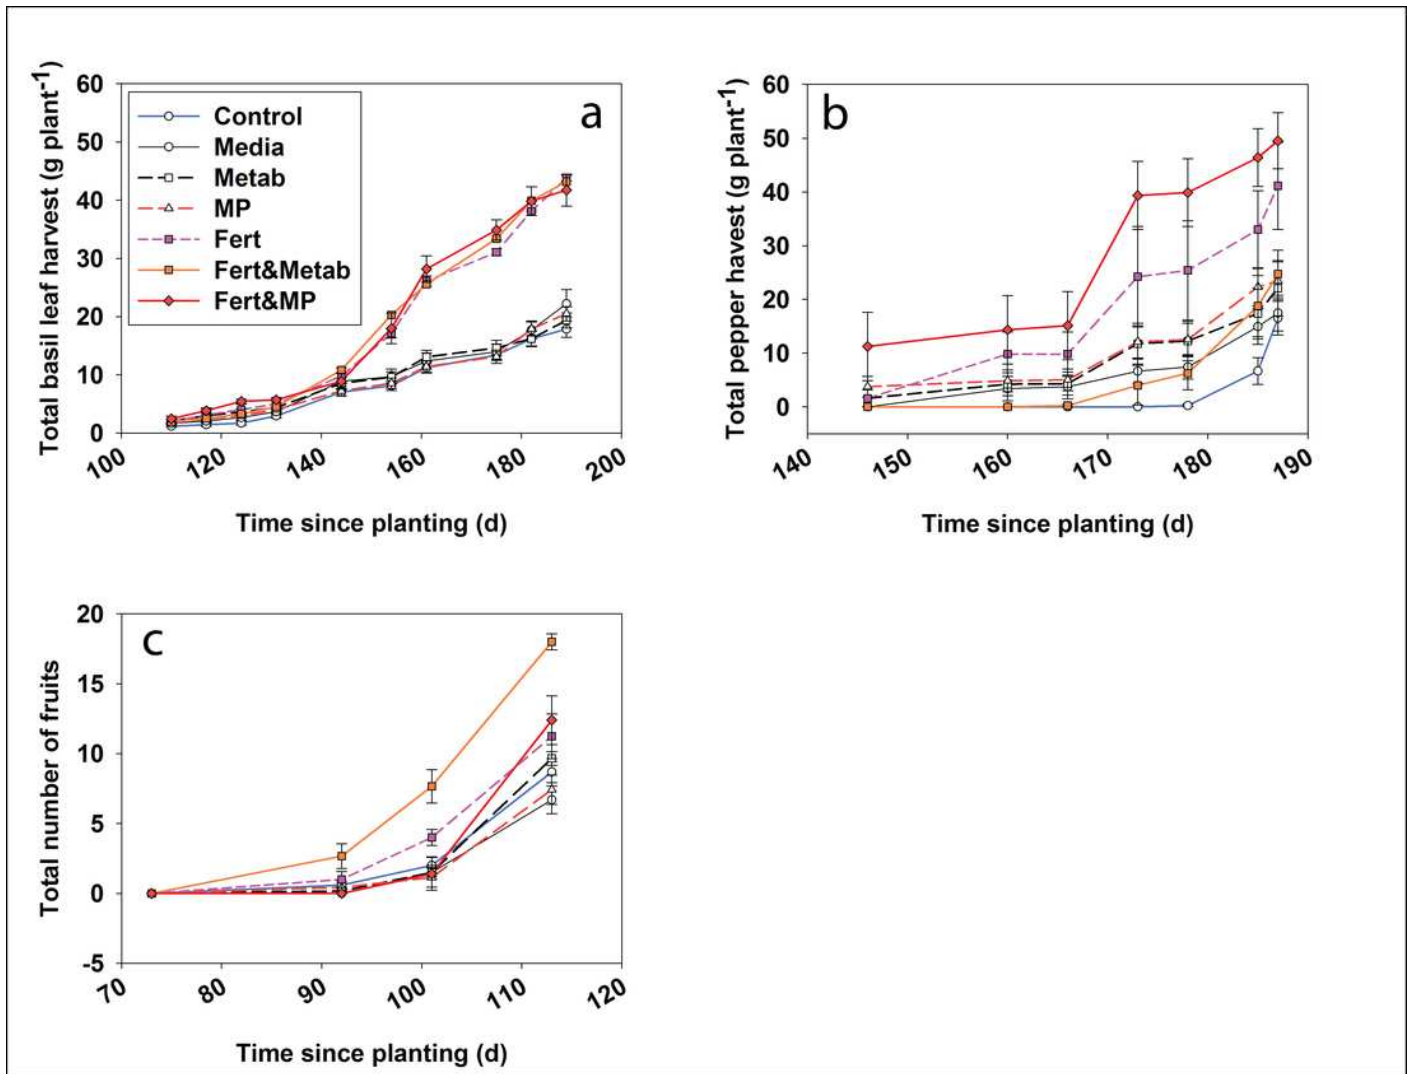 a
Total basil leaf harvest (g plant-1)
60
50
40
30
20
10
0
Control
Media
Metab
MP
Fert
Fert&Metab
Fert&MP
100
120
140
160
180
200
Time since planting (d)
b
Total pepper harvest (g plant-1)
60
50
40
30
20
10
0
140
150
160
170
180
190
Time since planting (d)
c
Total number of fruits
20
15
10
5
0
-5
70
80
90
100
110
120
Time since planting (d)